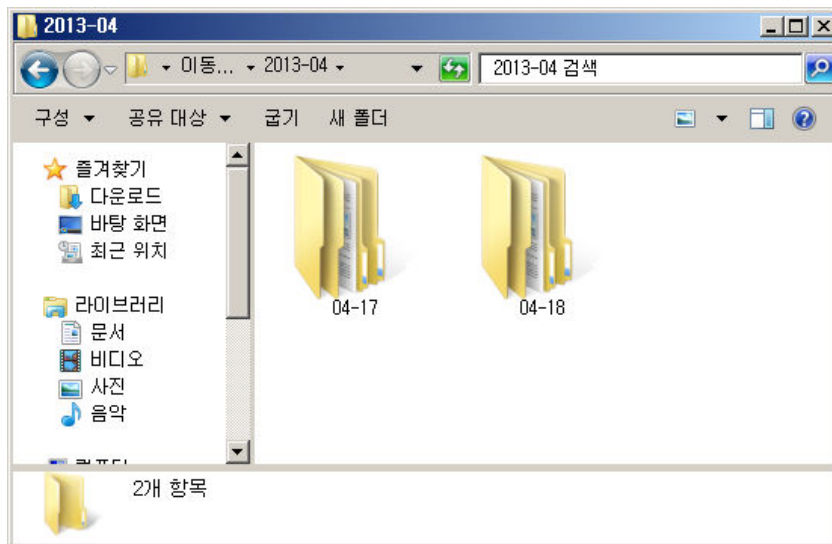 2013-04
이동... 2013-04 2013-04 검색
구성 공유 대상 굽기 새 폴더
즐겨찾기
다운로드
바탕 화면
최근 위치
라이브러리
문서
비디오
사진
음악
04-17 04-18
2개 항목